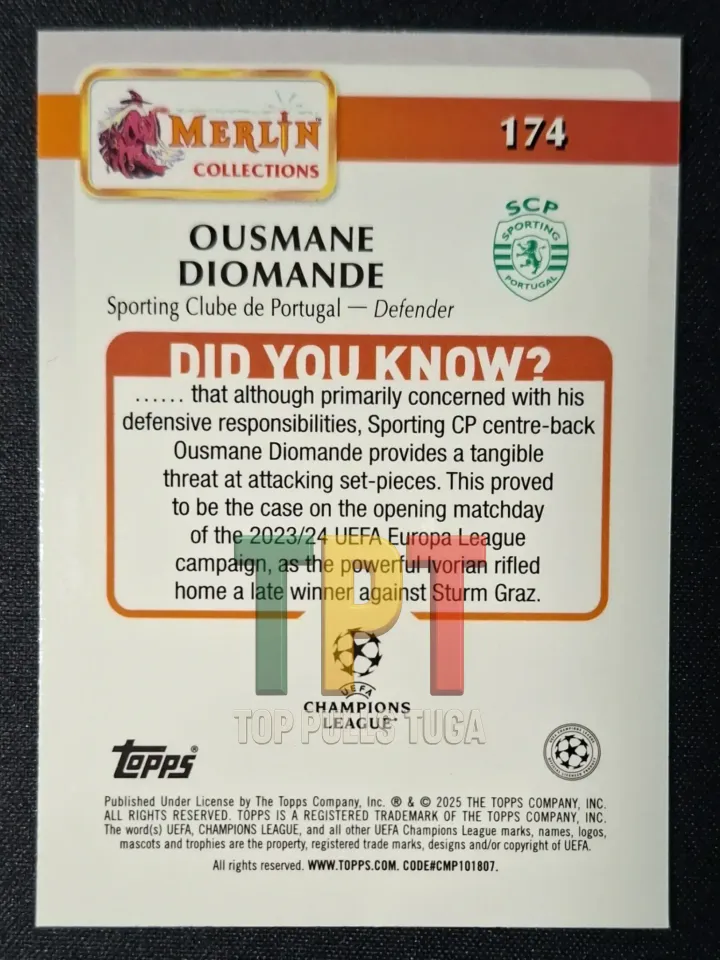 MERLIN™
COLLECTIONS
174
OUSMANE
DIOMANDE
SCP
SPORTING
PORTUGAL
Sporting Clube de Portugal — Defender
DID YOU KNOW?
...... that although primarily concerned with his
defensive responsibilities, Sporting CP centre-back
Ousmane Diomande provides a tangible
threat at attacking set-pieces. This proved
to be the case on the opening matchday
of the 2023/24 UEFA Europa League
campaign, as the powerful Ivorian rifled
home a late winner against Sturm Graz.
TPT
TOP PULLS TUGA
UEFA
CHAMPIONS
LEAGUE™
topps®
Published Under License by The Topps Company, Inc. ® & © 2025 THE TOPPS COMPANY, INC.
ALL RIGHTS RESERVED. TOPPS IS A REGISTERED TRADEMARK OF THE TOPPS COMPANY, INC.
The word(s) UEFA, CHAMPIONS LEAGUE, and all other UEFA Champions League marks, names, logos,
mascots and trophies are the property, registered trade marks, designs and/or copyright of UEFA.
All rights reserved. WWW.TOPPS.COM. CODE#CMP101807.